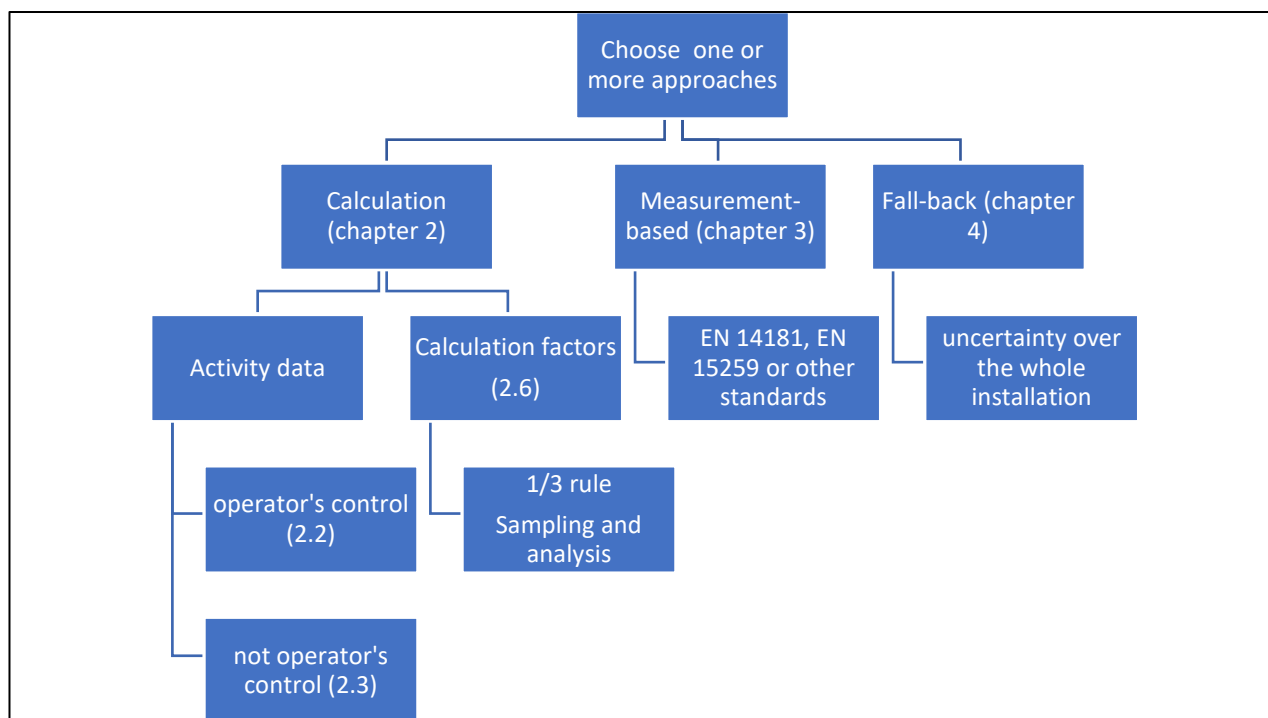 Choose one or
more approaches
Calculation
(chapter 2)
Measurement-
based (chapter 3)
Fall-back (chapter
4)
Activity data
Calculation factors
(2.6)
EN 14181, EN
15259 or other
standards
uncertainty over
the whole
installation
operator's control
(2.2)
1/3 rule
Sampling and
analysis
not operator's
control (2.3)